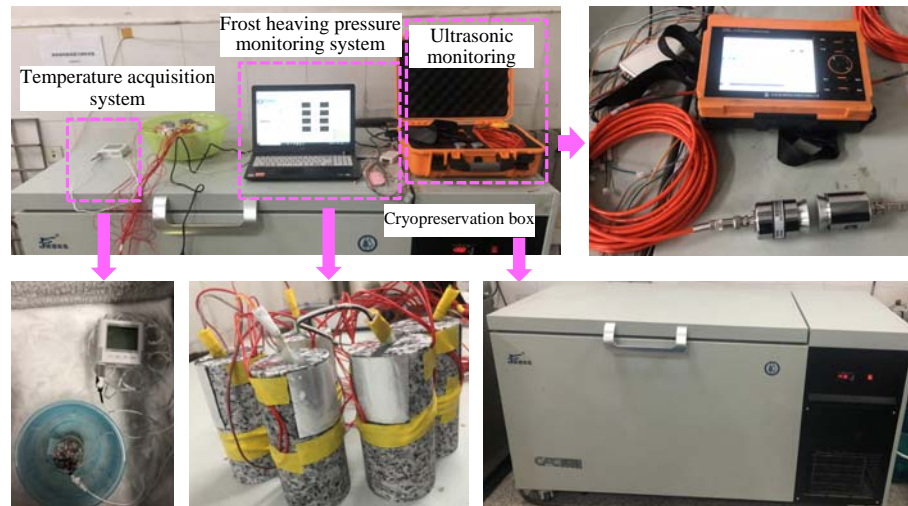 Frost heaving pressure
monitoring system
Ultrasonic
monitoring
Temperature acquisition
system
Cryopreservation box